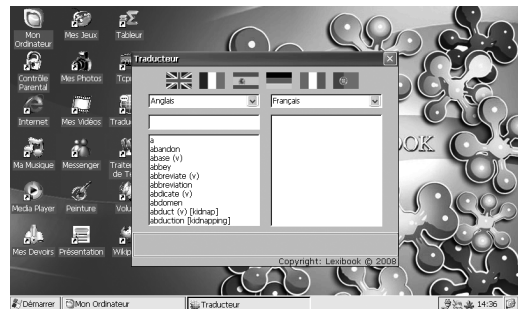 Mon
Ordinateur
Mes Jeux
Tableur
Contrôle
Parental
Mes Photos
Internet
Mes Vidéos
Ma Musique
Messenger
Media Player
Peinture
Mes Devoirs
Présentation
Traducteur
Anglais
Français
a
abandon
abase (v)
abbey
abbreviate (v)
abbreviation
abdicate (v)
abdomen
abduct (v) [kidnap]
abduction [kidnapping]
Copyright: Lexibook © 2008
OOK
Démarrer
Mon Ordinateur
Traducteur
14:36